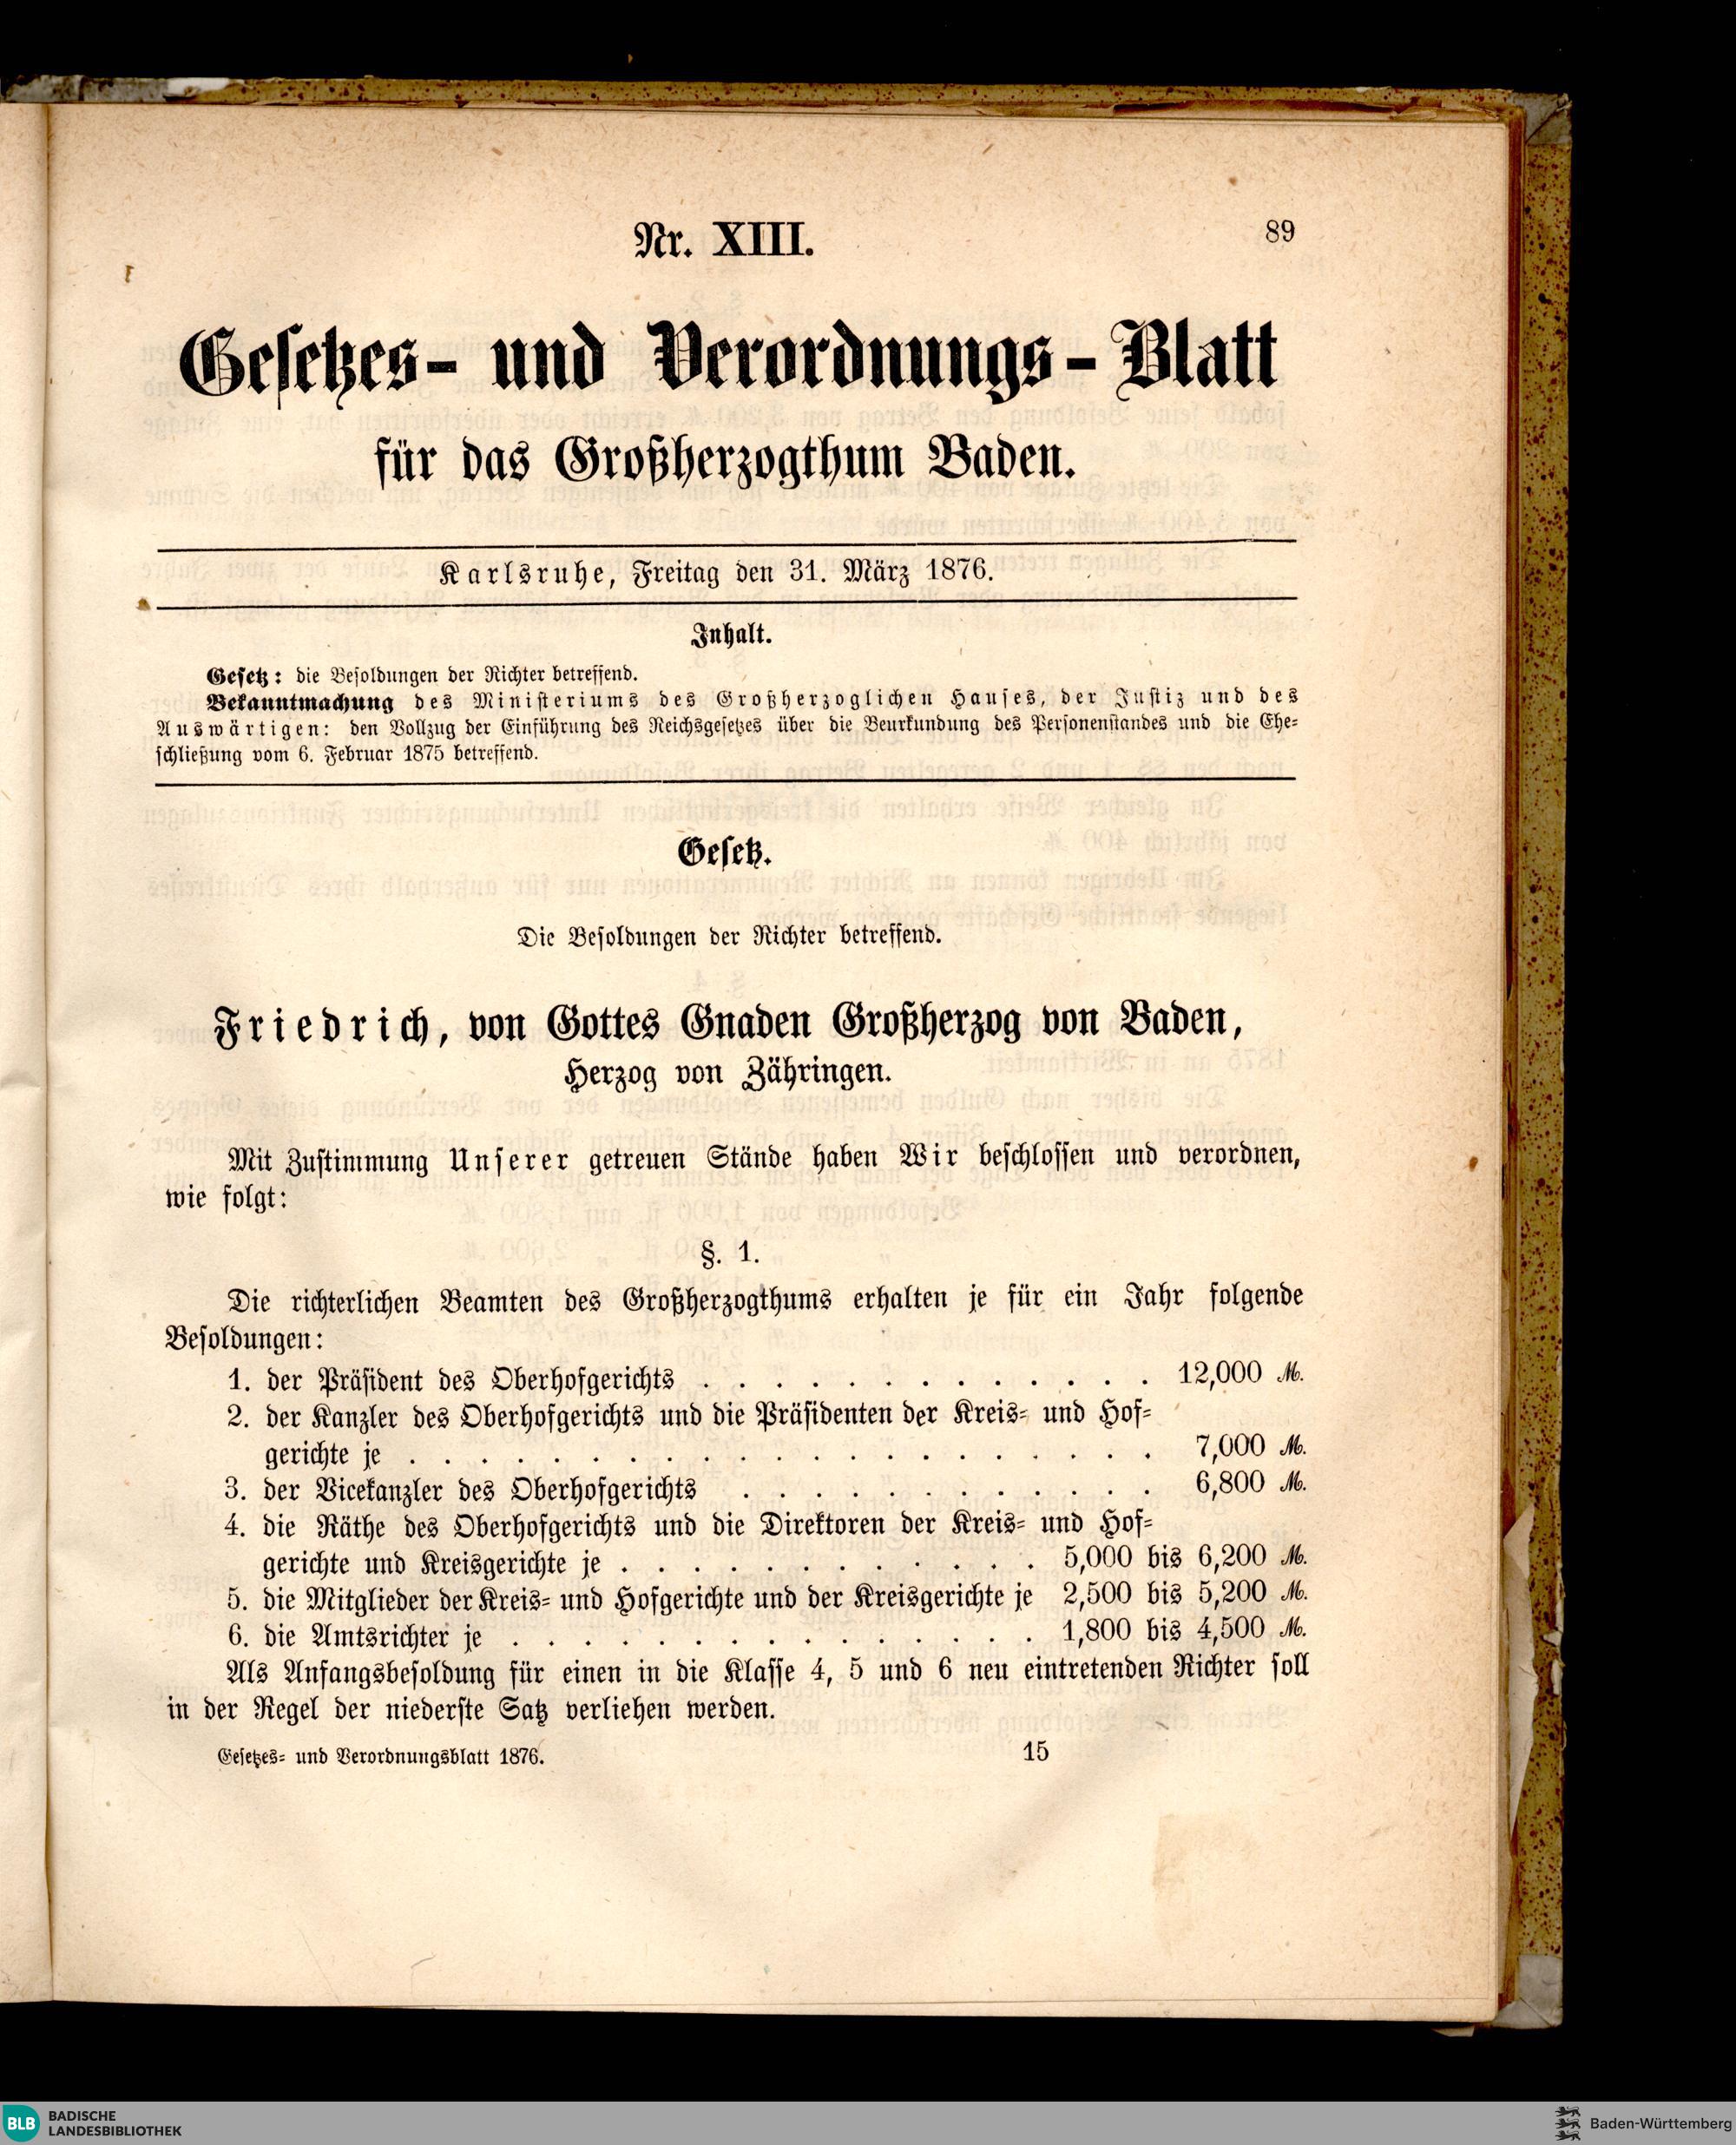 Nr. XIII.
89
Gesetzes- und Verordnungs-Blatt
für das Großherzogthum Baden.
Karlsruhe, Freitag den 31. März 1876.
Inhalt.
Gesetz: die Besoldungen der Richter betreffend.
Bekanntmachung des Ministeriums des Großherzoglichen Hauses, der Justiz und des
Auswärtigen: den Vollzug der Einführung des Reichsgesetzes über die Beurkundung des Personenstandes und die Ehe-
schließung vom 6. Februar 1875 betreffend.
Gesetz.
Die Besoldungen der Richter betreffend.
Friedrich, von Gottes Gnaden Großherzog von Baden,
Herzog von Zähringen.
Mit Zustimmung Unserer getreuen Stände haben Wir beschlossen und verordnen,
wie folgt:
§. 1.
Die richterlichen Beamten des Großherzogthums erhalten je für ein Jahr folgende
Besoldungen:
1. der Präsident des Oberhofgerichts . . . . . . . . . . . . . 12,000 M.
2. der Kanzler des Oberhofgerichts und die Präsidenten der Kreis- und Hof-
gerichte je . . . . . . . . . . . . . . . . . . . . . 7,000 M.
3. der Vicekanzler des Oberhofgerichts . . . . . . . . . . . . 6,800 M.
4. die Räthe des Oberhofgerichts und die Direktoren der Kreis- und Hof-
gerichte und Kreisgerichte je . . . . . . . . . . . . 5,000 bis 6,200 M.
5. die Mitglieder der Kreis- und Hofgerichte und der Kreisgerichte je 2,500 bis 5,200 M.
6. die Amtsrichter je . . . . . . . . . . . . . . . 1,800 bis 4,500 M.
Als Anfangsbesoldung für einen in die Klasse 4, 5 und 6 neu eintretenden Richter soll
in der Regel der niederste Satz verliehen werden.
Gesetzes- und Verordnungsblatt 1876.
15
BLB BADISCHE
LANDESBIBLIOTHEK
Baden-Württemberg